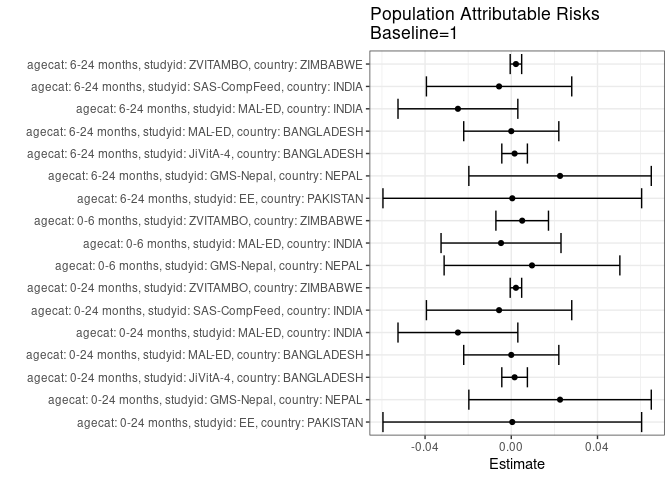 Population Attributable Risks
Baseline=1
agecat: 6-24 months, studyid: ZVITAMBO, country: ZIMBABWE
agecat: 6-24 months, studyid: SAS-CompFeed, country: INDIA
agecat: 6-24 months, studyid: MAL-ED, country: INDIA
agecat: 6-24 months, studyid: MAL-ED, country: BANGLADESH
agecat: 6-24 months, studyid: JiVitA-4, country: BANGLADESH
agecat: 6-24 months, studyid: GMS-Nepal, country: NEPAL
agecat: 6-24 months, studyid: EE, country: PAKISTAN
agecat: 0-6 months, studyid: ZVITAMBO, country: ZIMBABWE
agecat: 0-6 months, studyid: MAL-ED, country: INDIA
agecat: 0-6 months, studyid: GMS-Nepal, country: NEPAL
agecat: 0-24 months, studyid: ZVITAMBO, country: ZIMBABWE
agecat: 0-24 months, studyid: SAS-CompFeed, country: INDIA
agecat: 0-24 months, studyid: MAL-ED, country: INDIA
agecat: 0-24 months, studyid: MAL-ED, country: BANGLADESH
agecat: 0-24 months, studyid: JiVitA-4, country: BANGLADESH
agecat: 0-24 months, studyid: GMS-Nepal, country: NEPAL
agecat: 0-24 months, studyid: EE, country: PAKISTAN
-0.04 0.00 0.04
Estimate